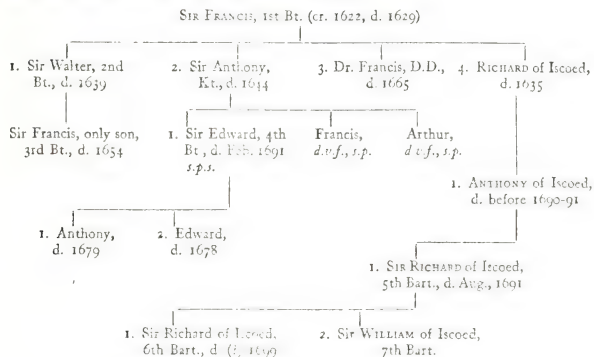 SIR FRANCIS, 1st Bt. (cr. 1622, d. 1629)
1. Sir Walter, 2nd Bt., d. 1639
2. Sir Anthony, Kt., d. 1644
3. Dr. Francis, D.D., d. 1665
4. RICHARD of Iscoed, d. 1635
Sir Francis, only son, 3rd Bt., d. 1654
1. Sir Edward, 4th Bt., d. Feb. 1691 s.p.s.
Francis, d.v.f., s.p.
Arthur, d v.f., s.p.
1. ANTHONY of Iscoed, d. before 1690-91
1. Anthony, d. 1679
2. Edward, d. 1678
1. SIR RICHARD of Iscoed, 5th Bart., d. Aug., 1691
1. Sir Richard of Iscoed, 6th Bart., d (?) 1699
2. Sir WILLIAM of Iscoed, 7th Bart.